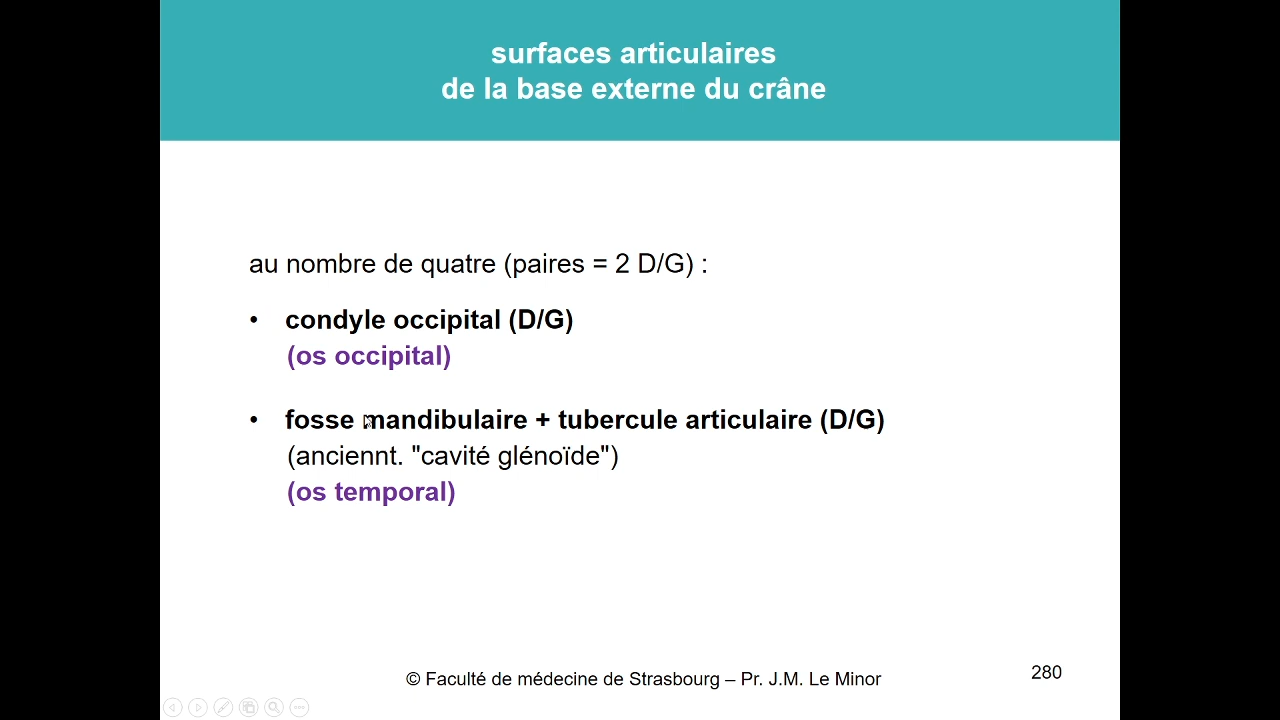 surfaces articulaires
de la base externe du crâne
au nombre de quatre (paires = 2 D/G) :
• condyle occipital (D/G)
(os occipital)
• fosse mandibulaire + tubercule articulaire (D/G)
(anciennt. "cavité glénoïde")
(os temporal)
© Faculté de médecine de Strasbourg – Pr. J.M. Le Minor
280